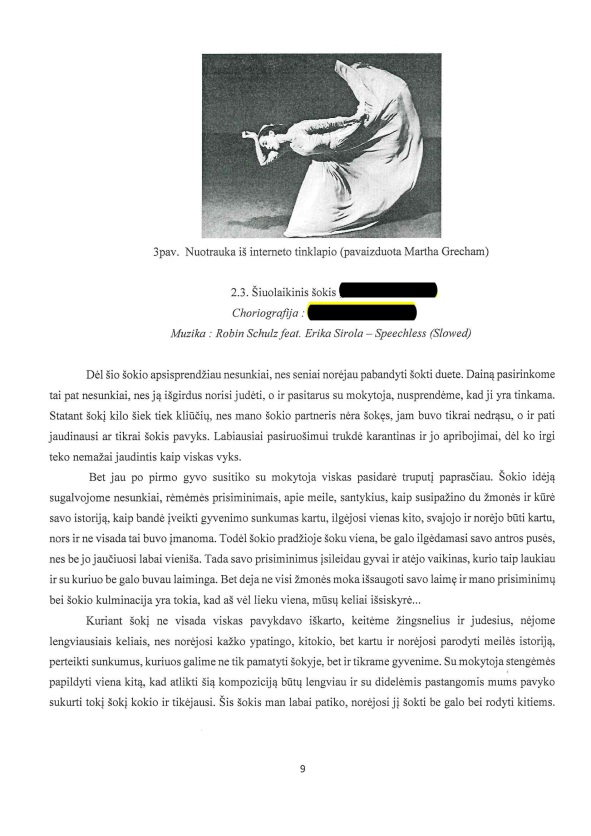 3pav. Nuotrauka iš interneto tinklapio (pavaizduota Martha Grecham)
2.3. Šiuolaikinis šokis
Choriografija :
Muzika : Robin Schulz feat. Erika Sirola – Speechless (Slowed)
Dėl šio šokio apsisprendžiau nesunkiai, nes seniai norėjau pabandyti šokti duete. Dainą pasirinkome
tai pat nesunkiai, nes ją išgirdus norisi judėti, o ir pasitarus su mokytoja, nusprendėme, kad ji yra tinkama.
Statant šokį kilo šiek tiek kliūčių, nes mano šokio partneris nėra šokęs, jam buvo tikrai nedrąsu, o ir pati
jaudinausi ar tikrai šokis pavyks. Labiausiai pasiruošimui trukdė karantinas ir jo apribojimai, dėl ko irgi
teko nemažai jaudintis kaip viskas vyks.
Bet jau po pirmo gyvo susitiko su mokytoja viskas pasidarė truputį paprasčiau. Šokio idėją
sugalvojome nesunkiai, rėmėmės prisiminimais, apie meile, santykius, kaip susipažino du žmonės ir kūrė
savo istoriją, kaip bandė įveikti gyvenimo sunkumas kartu, ilgėjosi vienas kito, svajojo ir norėjo būti kartu,
nors ir ne visada tai buvo įmanoma. Todėl šokio pradžioje šoku viena, be galo ilgėdamasi savo antros pusės,
nes be jo jaučiuosi labai vieniša. Tada savo prisiminimus įsileidau gyvai ir atėjo vaikinas, kurio taip laukiau
ir su kuriuo be galo buvau laiminga. Bet deja ne visi žmonės moka išsaugoti savo laimę ir mano prisiminimų
bei šokio kulminacija yra tokia, kad aš vėl lieku viena, mūsų keliai išsiskyrė...
Kuriant šokį ne visada viskas pavykdavo iškarto, keitėme žingsnelius ir judesius, nėjome
lengviausiais keliais, nes norėjosi kažko ypatingo, kitokio, bet kartu ir norėjosi parodyti meilės istoriją,
perteikti sunkumus, kuriuos galime ne tik pamatyti šokyje, bet ir tikrame gyvenime. Su mokytoja stengėmės
papildyti viena kitą, kad atlikti šią kompoziciją būtų lengviau ir su didelėmis pastangomis mums pavyko
sukurti tokį šokį kokio ir tikėjausi. Šis šokis man labai patiko, norėjosi jį šokti be galo bei rodyti kitiems.
9